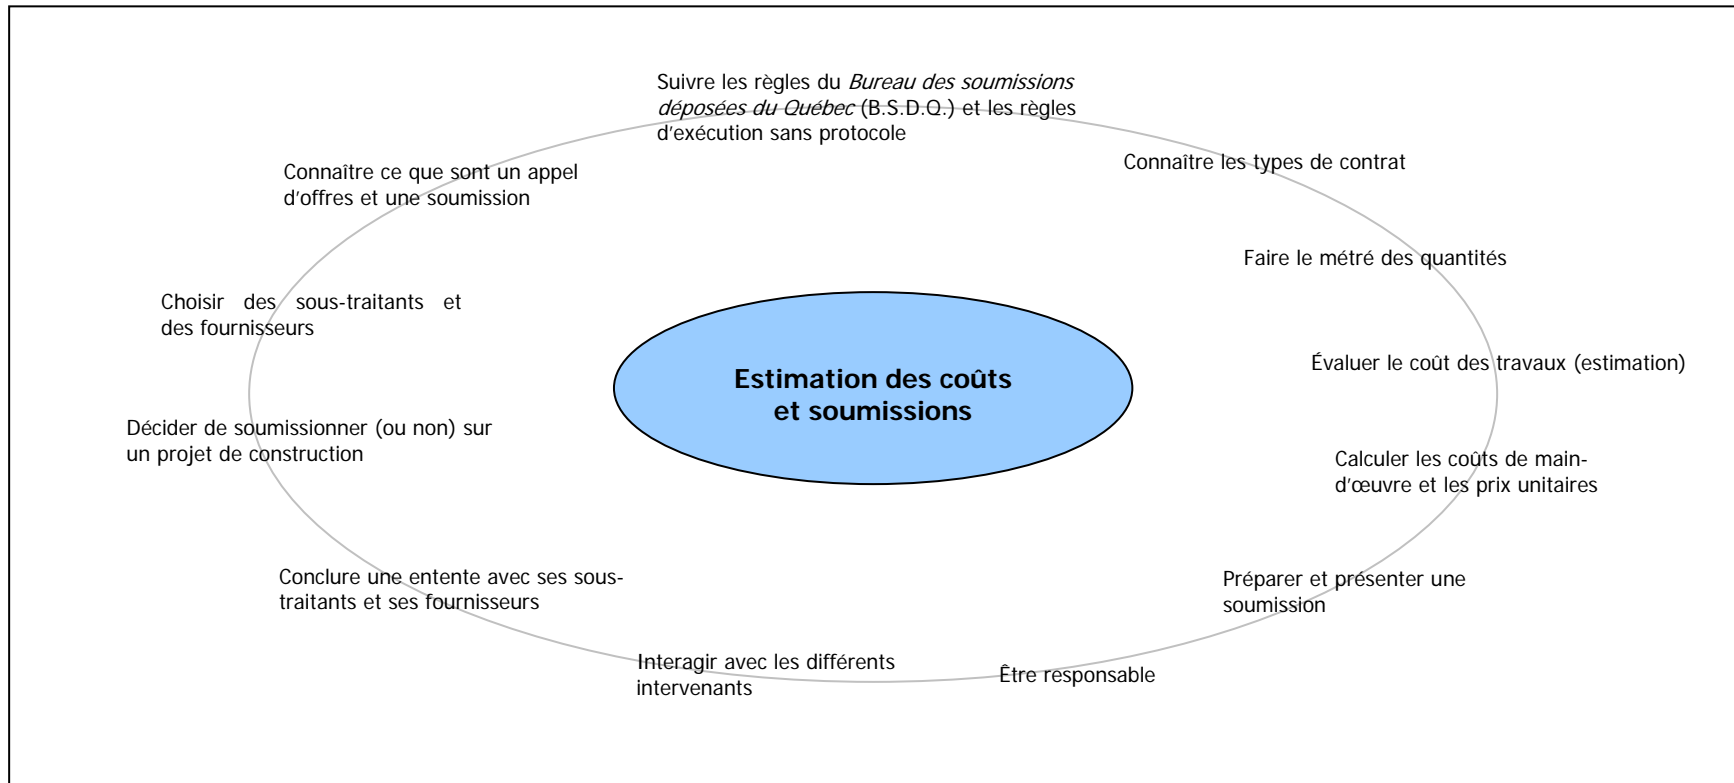 Suivre les règles du Bureau des soumissions
déposées du Québec (B.S.D.Q.) et les règles
d'exécution sans protocole
Connaître ce que sont un appel
d'offres et une soumission
Connaître les types de contrat
Faire le métré des quantités
Choisir des sous-traitants et
des fournisseurs
Évaluer le coût des travaux (estimation)
Estimation des coûts
et soumissions
Décider de soumissionner (ou non) sur
un projet de construction
Calculer les coûts de main-
d'œuvre et les prix unitaires
Conclure une entente avec ses sous-
traitants et ses fournisseurs
Préparer et présenter une
soumission
Interagir avec les différents
intervenants
Être responsable